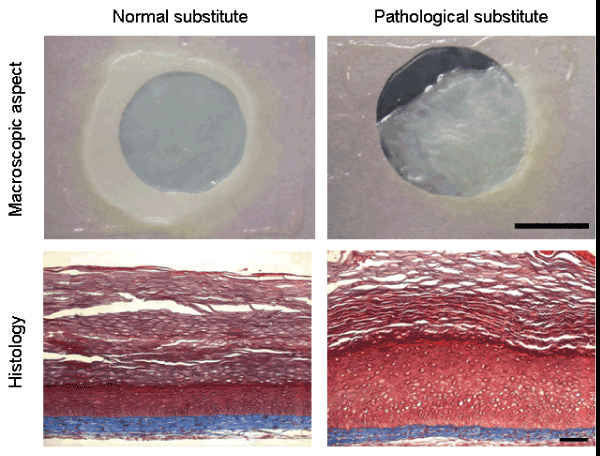 Normal substitute
Pathological substitute
Macroscopic aspect
Histology